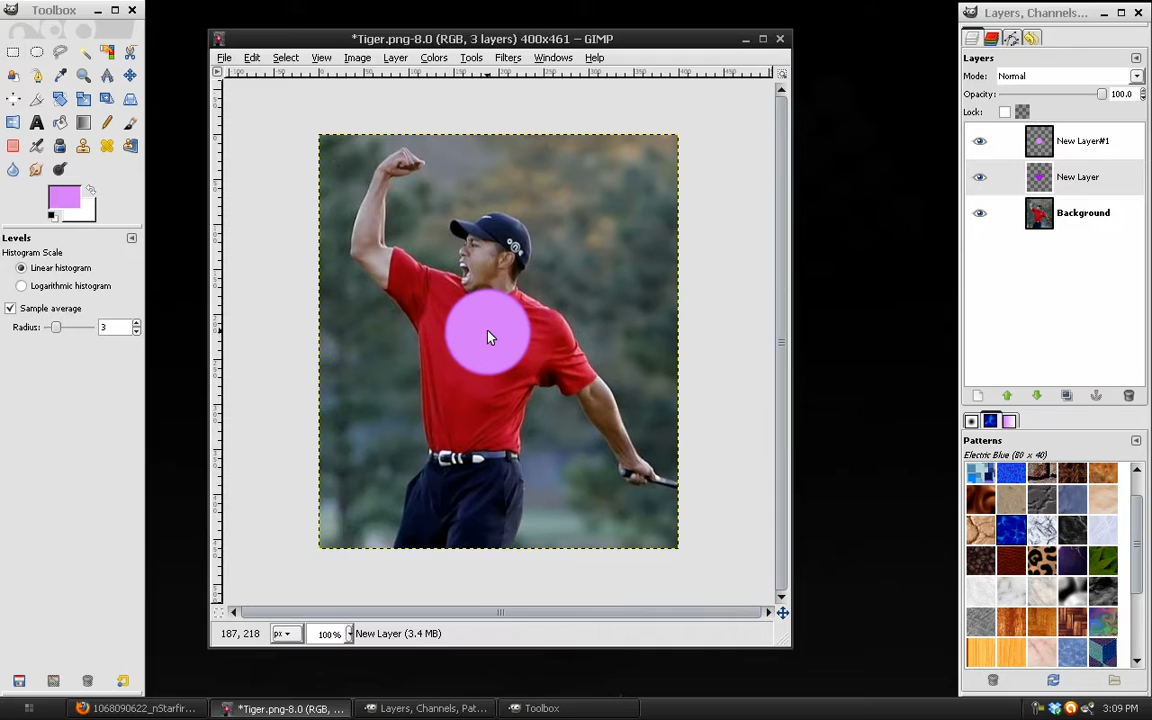 Toolbox
*Tiger.png-8.0 (RGB, 3 layers) 400x461 – GIMP
Layers, Channels...
File Edit Select View Image Layer Colors Tools Filters Windows Help
Layers
Mode: Normal
Opacity: 100.0
Lock:
New Layer#1
New Layer
Background
Levels
Histogram Scale
Linear histogram
Logarithmic histogram
Sample average
Radius: 3
Patterns
Electric Blue (80 × 40)
187, 218 px 100% New Layer (3.4 MB)
1068090622_nStarfir... *Tiger.png-8.0 (RGB, ... Layers, Channels, Pat... Toolbox 3:09 PM